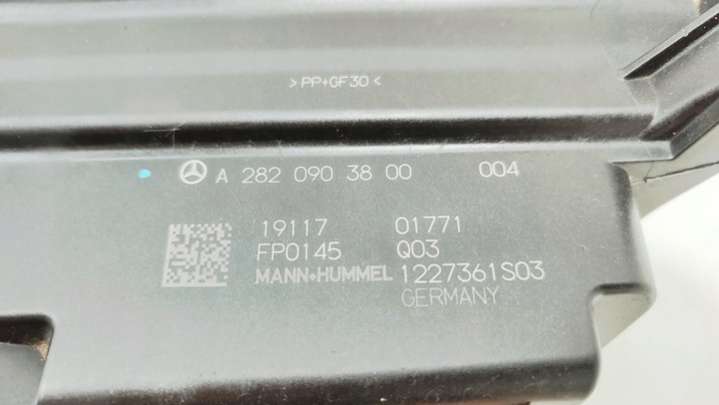 >PP+GF30<
A 282 090 38 00 004
19117 01771
FP0145 Q03
MANN+HUMMEL 1227361S03
GERMANY